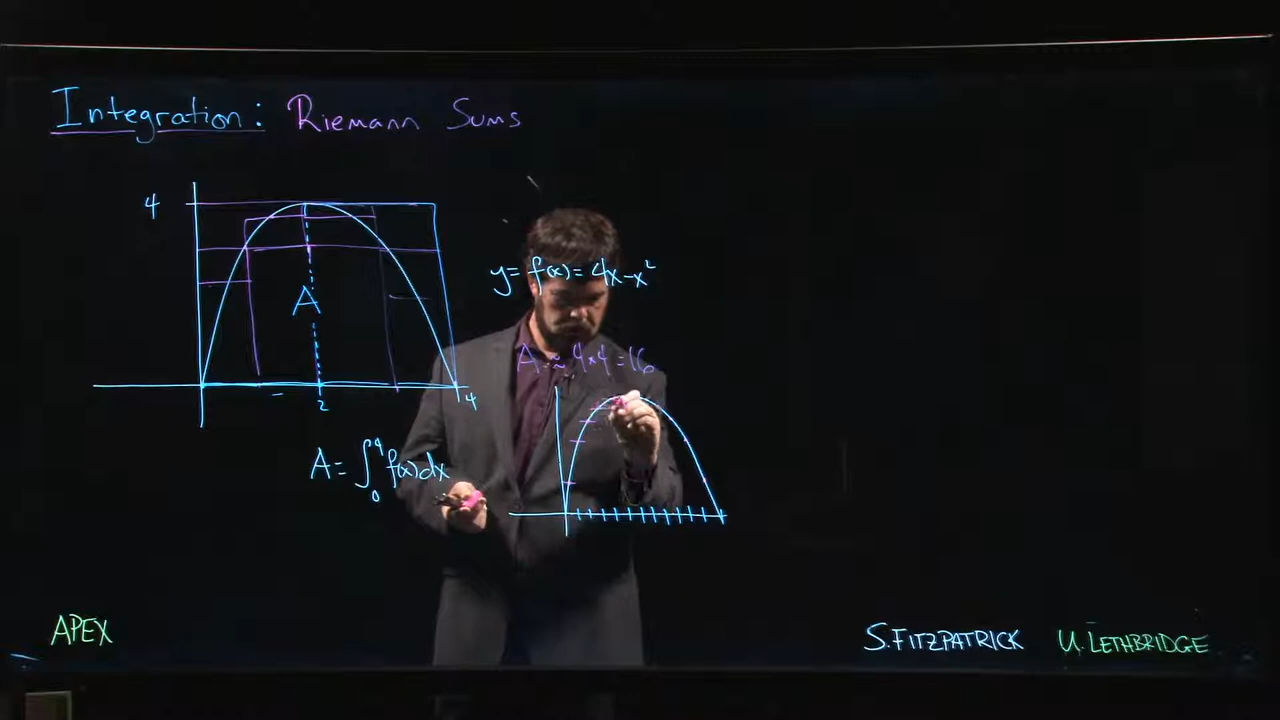 Integration: Riemann Sums
4
y = f(x) = 4x-x²
A
A ≈ 4×4 = 16
2
4
A = ∫₀⁴ f(x)dx
APEX
S. FITZPATRICK U. LETHBRIDGE